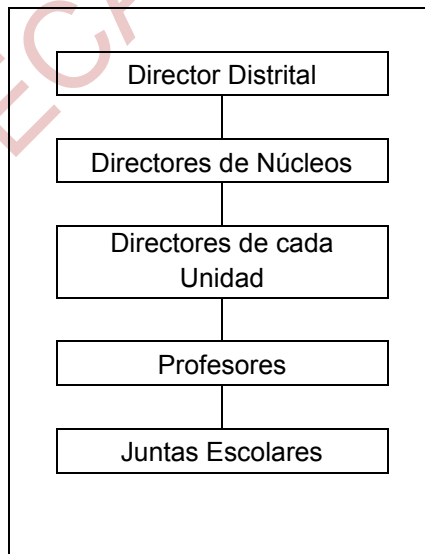 Director Distrital
Directores de Núcleos
Directores de cada
Unidad
Profesores
Juntas Escolares